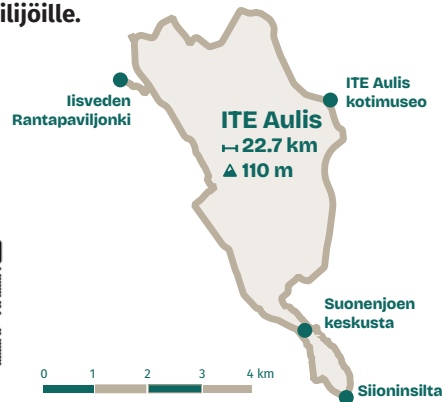 ilijöille.
Iisveden
Rantapaviljonki
ITE Aulis
kotimuseo
ITE Aulis
22.7 km
110 m
Suonenjoen
keskusta
Siioninsilta
0 1 2 3 4 km